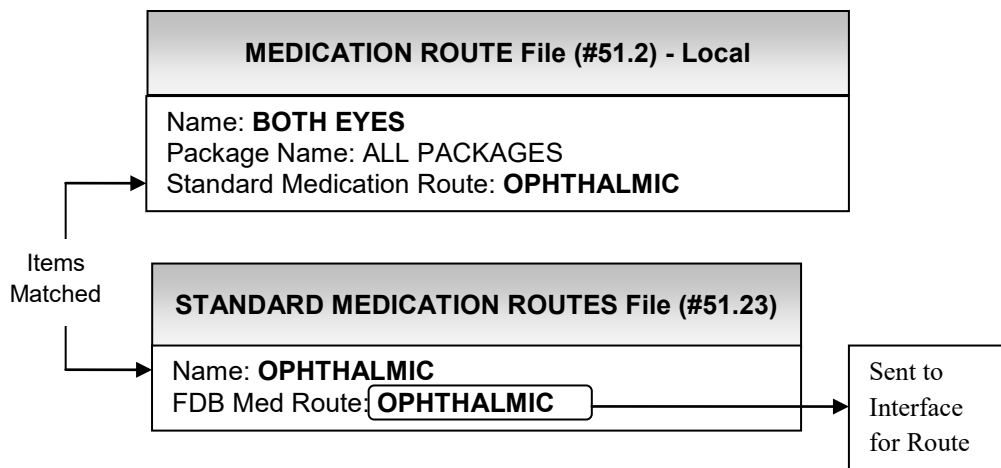 MEDICATION ROUTE File (#51.2) - Local
Name: BOTH EYES
Package Name: ALL PACKAGES
Standard Medication Route: OPHTHALMIC
Items
Matched
STANDARD MEDICATION ROUTES File (#51.23)
Name: OPHTHALMIC
FDB Med Route: OPHTHALMIC
Sent to
Interface
for Route